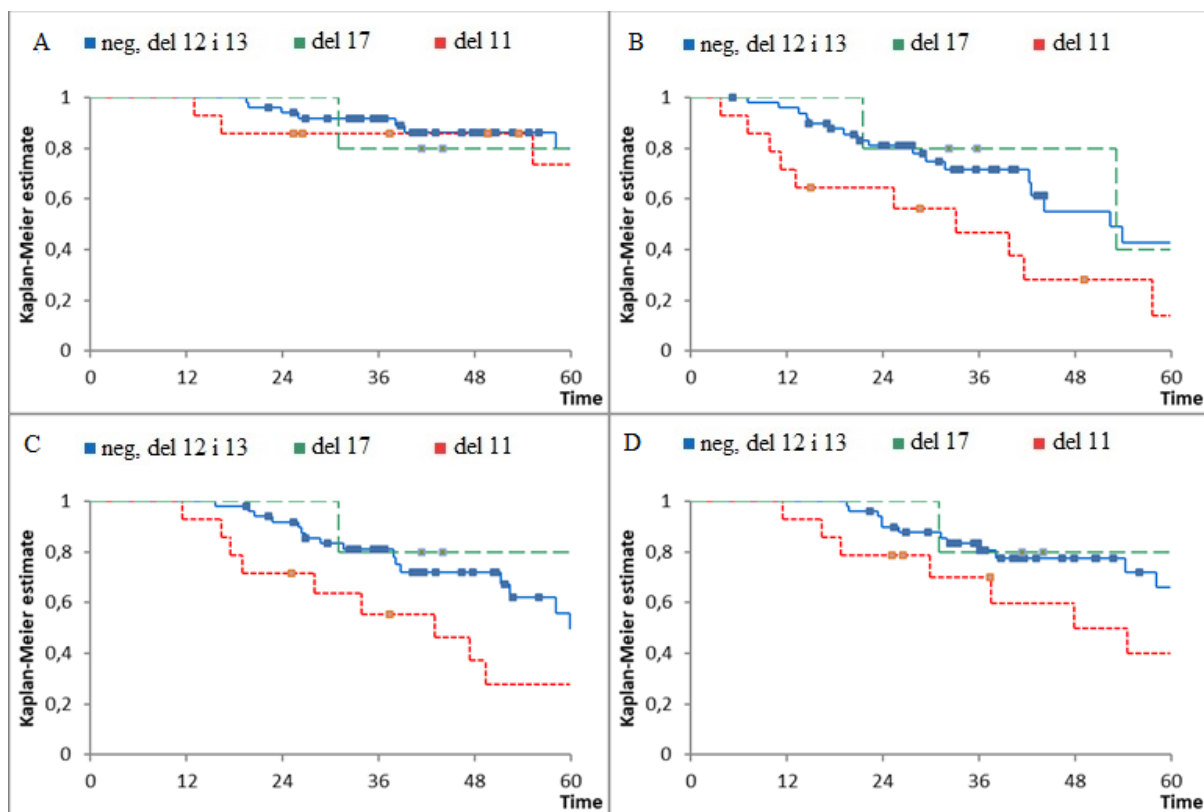 A neg, del 12 i 13 del 17 del 11
Kaplan-Meier estimate
1
0,8
0,6
0,4
0,2
0
0 12 24 36 48 60
Time
B neg, del 12 i 13 del 17 del 11
Kaplan-Meier estimate
1
0,8
0,6
0,4
0,2
0
0 12 24 36 48 60
Time
C neg, del 12 i 13 del 17 del 11
Kaplan-Meier estimate
1
0,8
0,6
0,4
0,2
0
0 12 24 36 48 60
Time
D neg, del 12 i 13 del 17 del 11
Kaplan-Meier estimate
1
0,8
0,6
0,4
0,2
0
0 12 24 36 48 60
Time